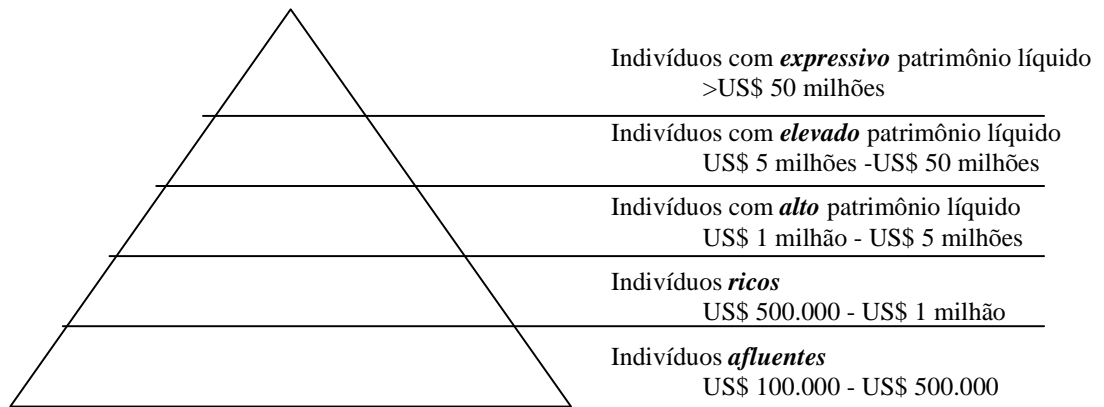 Indivíduos com expressivo patrimônio líquido
>US$ 50 milhões
Indivíduos com elevado patrimônio líquido
US$ 5 milhões -US$ 50 milhões
Indivíduos com alto patrimônio líquido
US$ 1 milhão - US$ 5 milhões
Indivíduos ricos
US$ 500.000 - US$ 1 milhão
Indivíduos afluentes
US$ 100.000 - US$ 500.000